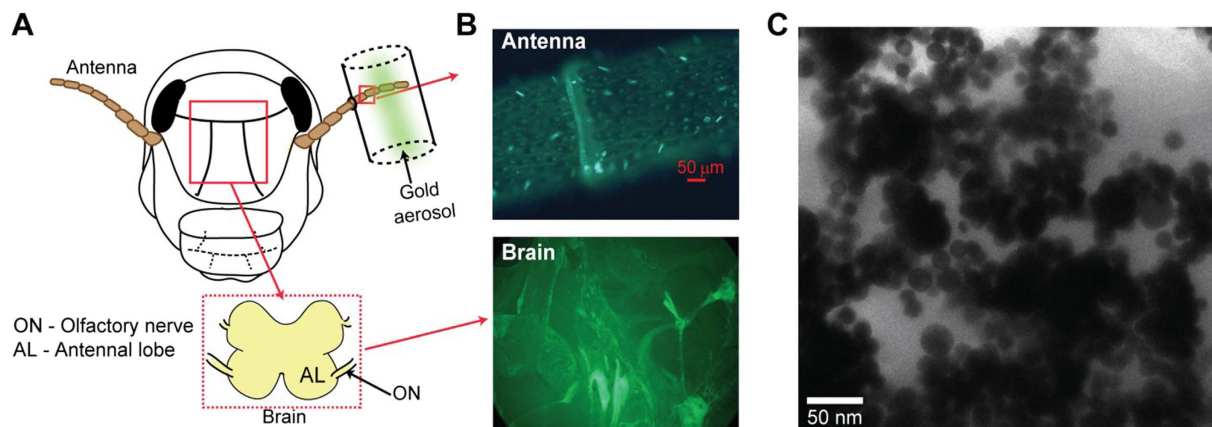 A
Antenna
Gold
aerosol
ON - Olfactory nerve
AL - Antennal lobe
AL
ON
Brain
B
Antenna
50 μm
Brain
C
50 nm